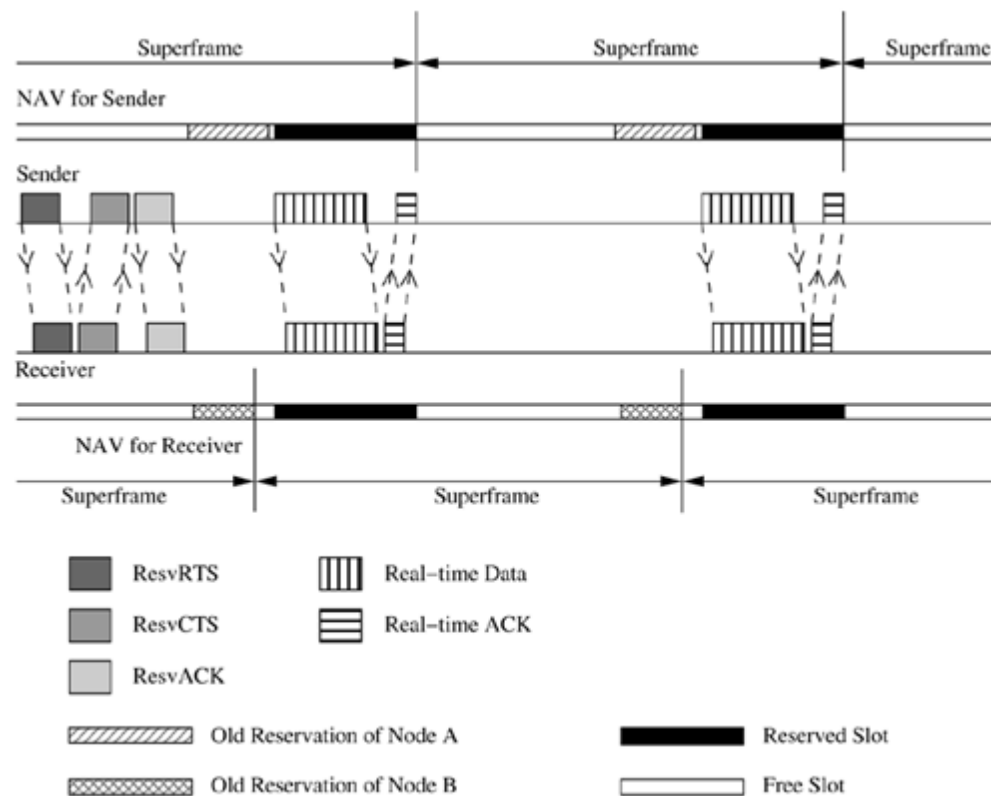 Superframe Superframe Superframe
NAV for Sender
Sender
Receiver
NAV for Receiver
Superframe Superframe Superframe
ResvRTS Real-time Data
ResvCTS Real-time ACK
ResvACK
Old Reservation of Node A Reserved Slot
Old Reservation of Node B Free Slot